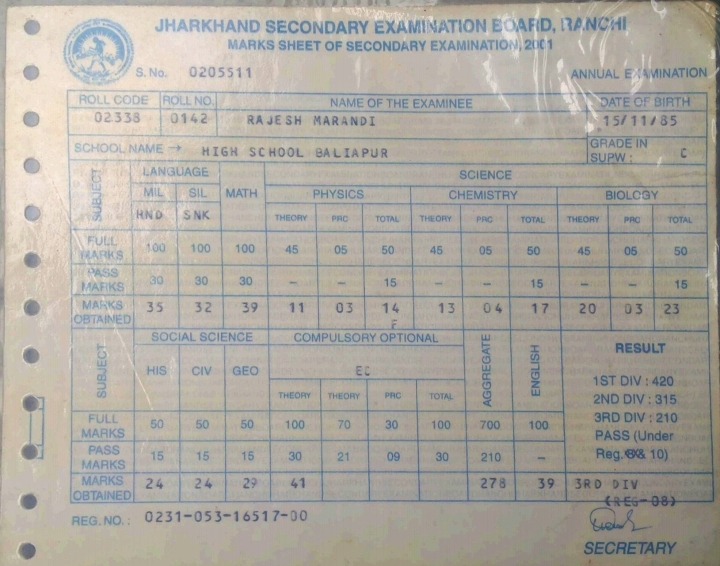 JHARKHAND SECONDARY EXAMINATION BOARD, RANCHI
MARKS SHEET OF SECONDARY EXAMINATION, 2001
S. No. 0205511 ANNUAL EXAMINATION
ROLL CODE ROLL NO. NAME OF THE EXAMINEE DATE OF BIRTH
02338 0142 RAJESH MARANDI 15/11/85
SCHOOL NAME → HIGH SCHOOL BALIAPUR GRADE IN SUPW : C
SUBJECT LANGUAGE MATH SCIENCE
MIL SIL PHYSICS CHEMISTRY BIOLOGY
HND SNK THEORY PRC TOTAL THEORY PRC TOTAL THEORY PRC TOTAL
FULL MARKS 100 100 100 45 05 50 45 05 50 45 05 50
PASS MARKS 30 30 30 – – 15 – – 15 – – 15
MARKS OBTAINED 35 32 39 11 03 14 13 04 17 20 03 23
F
SUBJECT SOCIAL SCIENCE COMPULSORY OPTIONAL AGGREGATE ENGLISH RESULT
HIS CIV GEO EC
THEORY THEORY PRC TOTAL
1ST DIV : 420
2ND DIV : 315
3RD DIV : 210
PASS (Under
Reg. & 10)
FULL MARKS 50 50 50 100 70 30 100 700 100
PASS MARKS 15 15 15 30 21 09 30 210 –
MARKS OBTAINED 24 24 29 41 278 39 3RD DIV
(REG-08)
REG. NO. : 0231-053-16517-00
SECRETARY